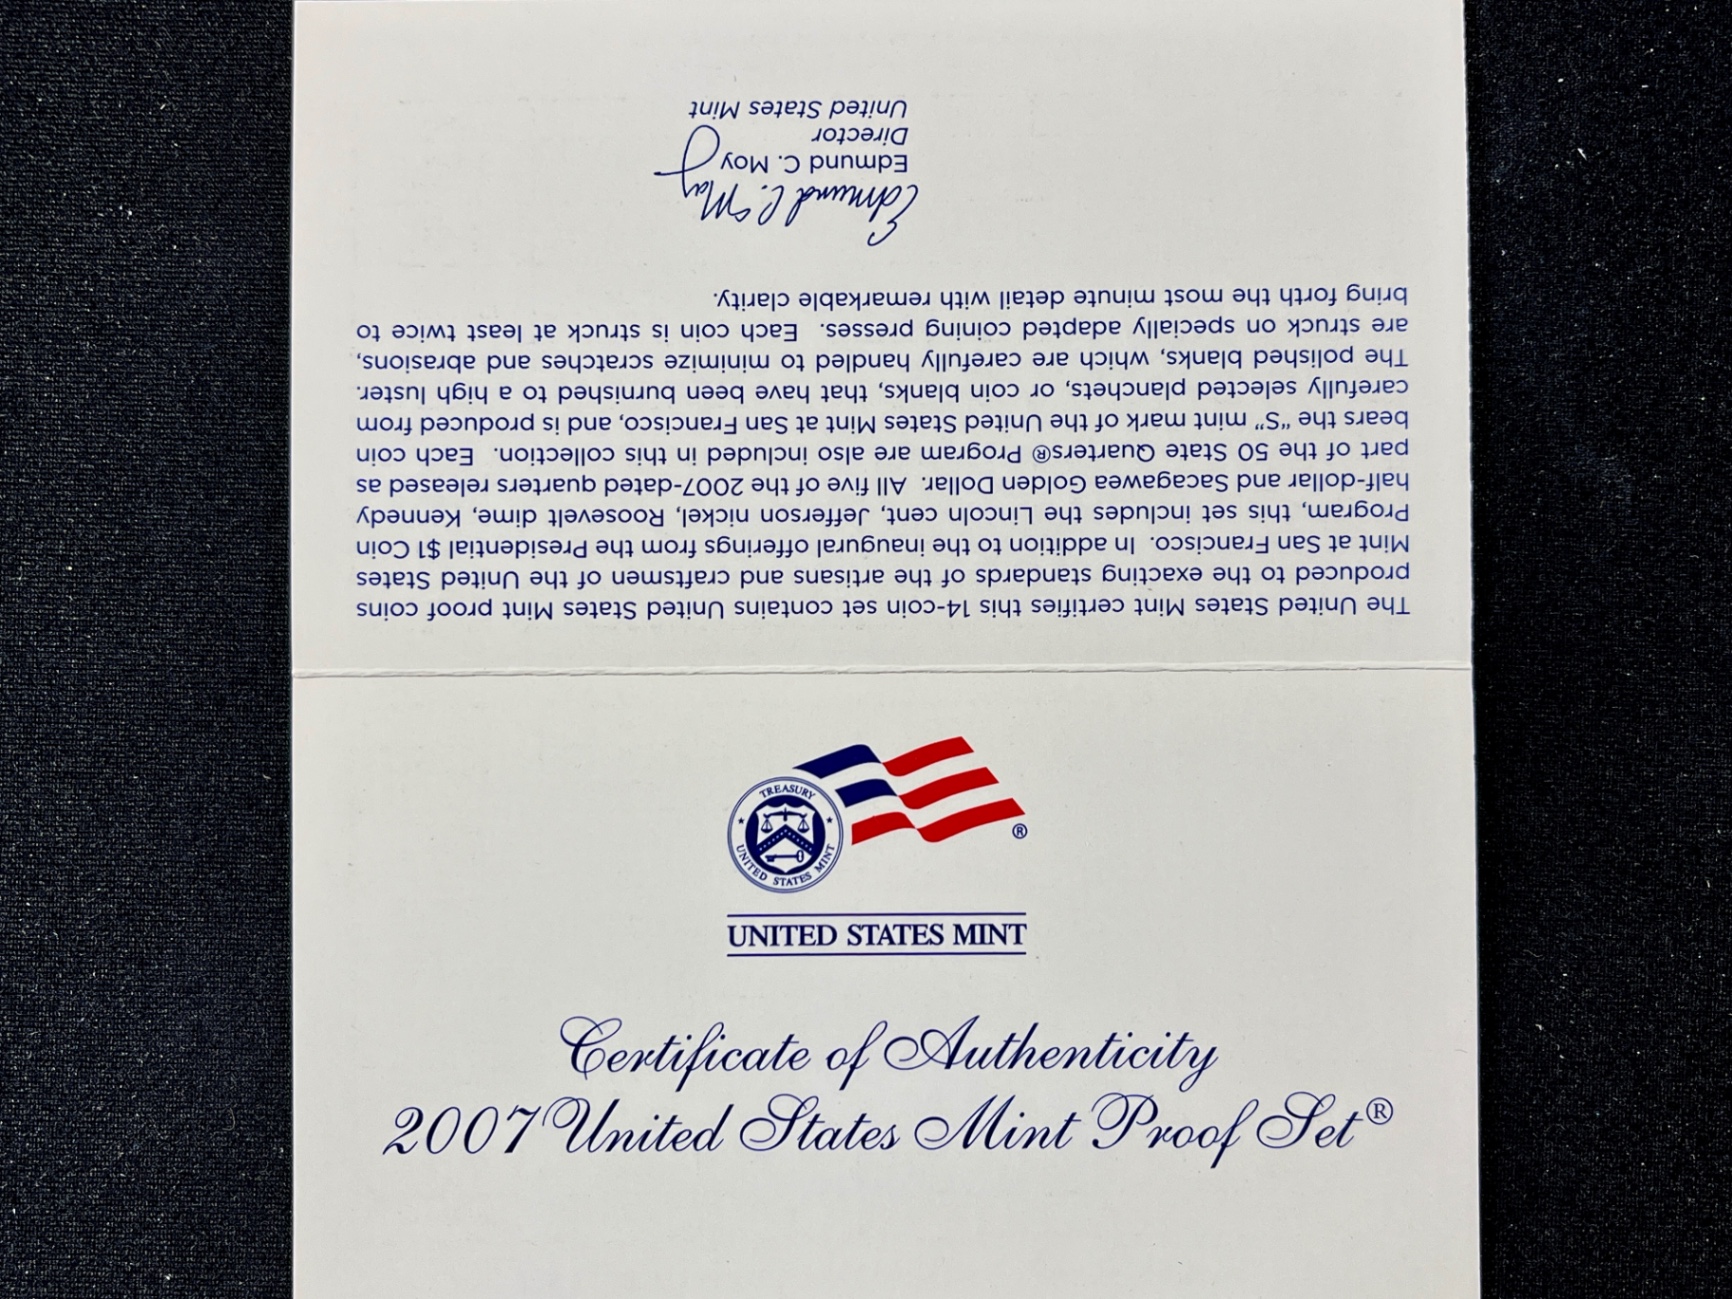 The United States Mint certifies this 14-coin set contains United States Mint proof coins
produced to the exacting standards of the artisans and craftsmen of the United States
Mint at San Francisco. In addition to the inaugural offerings from the Presidential $1 Coin
Program, this set includes the Lincoln cent, Jefferson nickel, Roosevelt dime, Kennedy
half-dollar and Sacagawea Golden Dollar. All five of the 2007-dated quarters released as
part of the 50 State Quarters® Program are also included in this collection. Each coin
bears the "S" mint mark of the United States Mint at San Francisco, and is produced from
carefully selected planchets, or coin blanks, that have been burnished to a high luster.
The polished blanks, which are carefully handled to minimize scratches and abrasions,
are struck on specially adapted coining presses. Each coin is struck at least twice to
bring forth the most minute detail with remarkable clarity.
Edmund C. Moy
Edmund C. Moy
Director
United States Mint
TREASURY
UNITED STATES MINT
®
UNITED STATES MINT
Certificate of Authenticity
2007 United States Mint Proof Set®